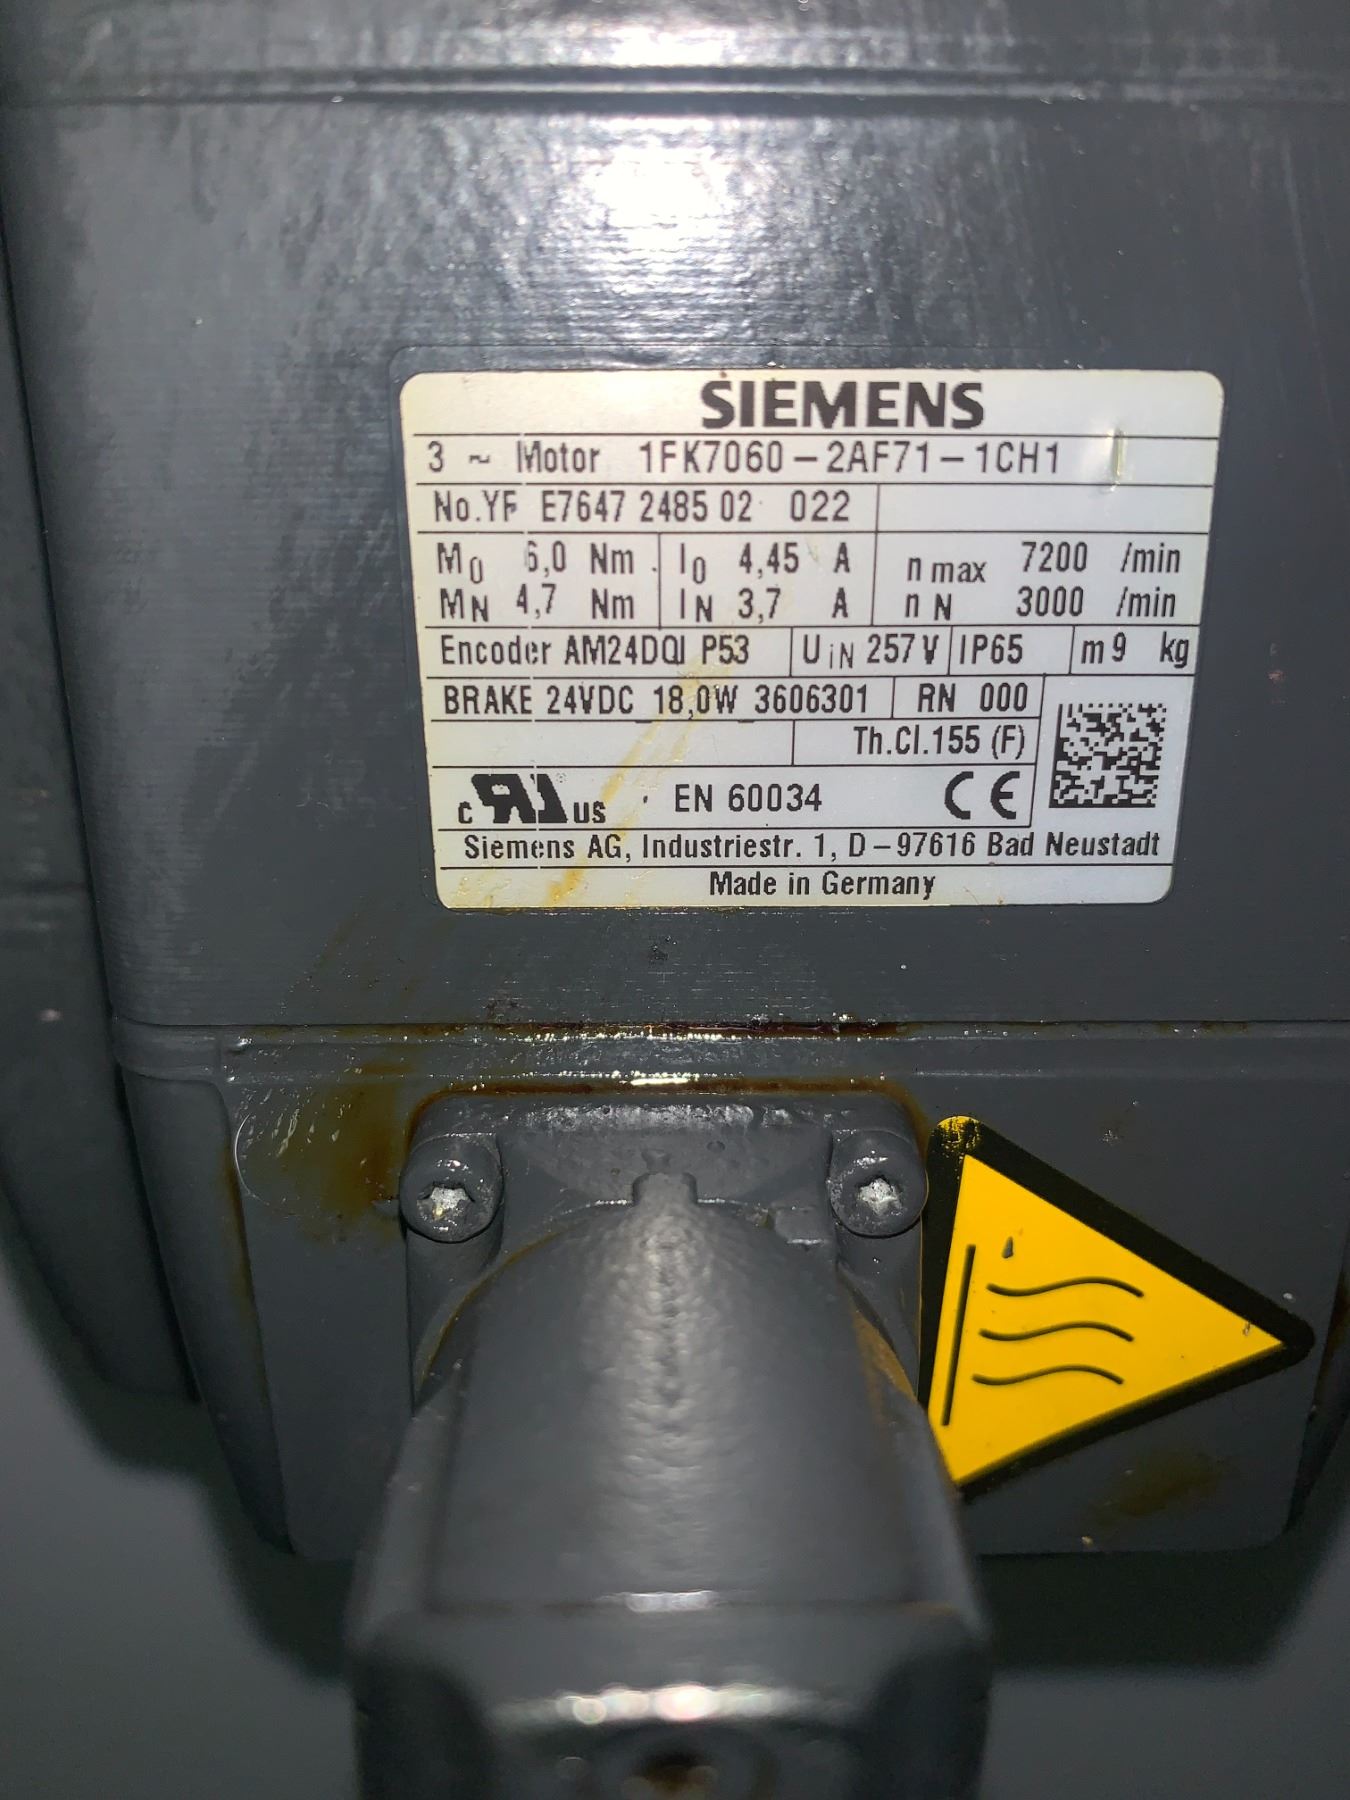 SIEMENS
3 ~ Motor 1FK7060-2AF71-1CH1
No.YF E7647 2485 02 022
M0 6,0 Nm I0 4,45 A n max 7200 /min
MN 4,7 Nm IN 3,7 A n N 3000 /min
Encoder AM24DQI P53 UIN 257 V IP65 m 9 kg
BRAKE 24VDC 18,0W 3606301 RN 000
Th.Cl.155 (F)
c RU US EN 60034 CE
Siemens AG, Industriestr. 1, D-97616 Bad Neustadt
Made in Germany